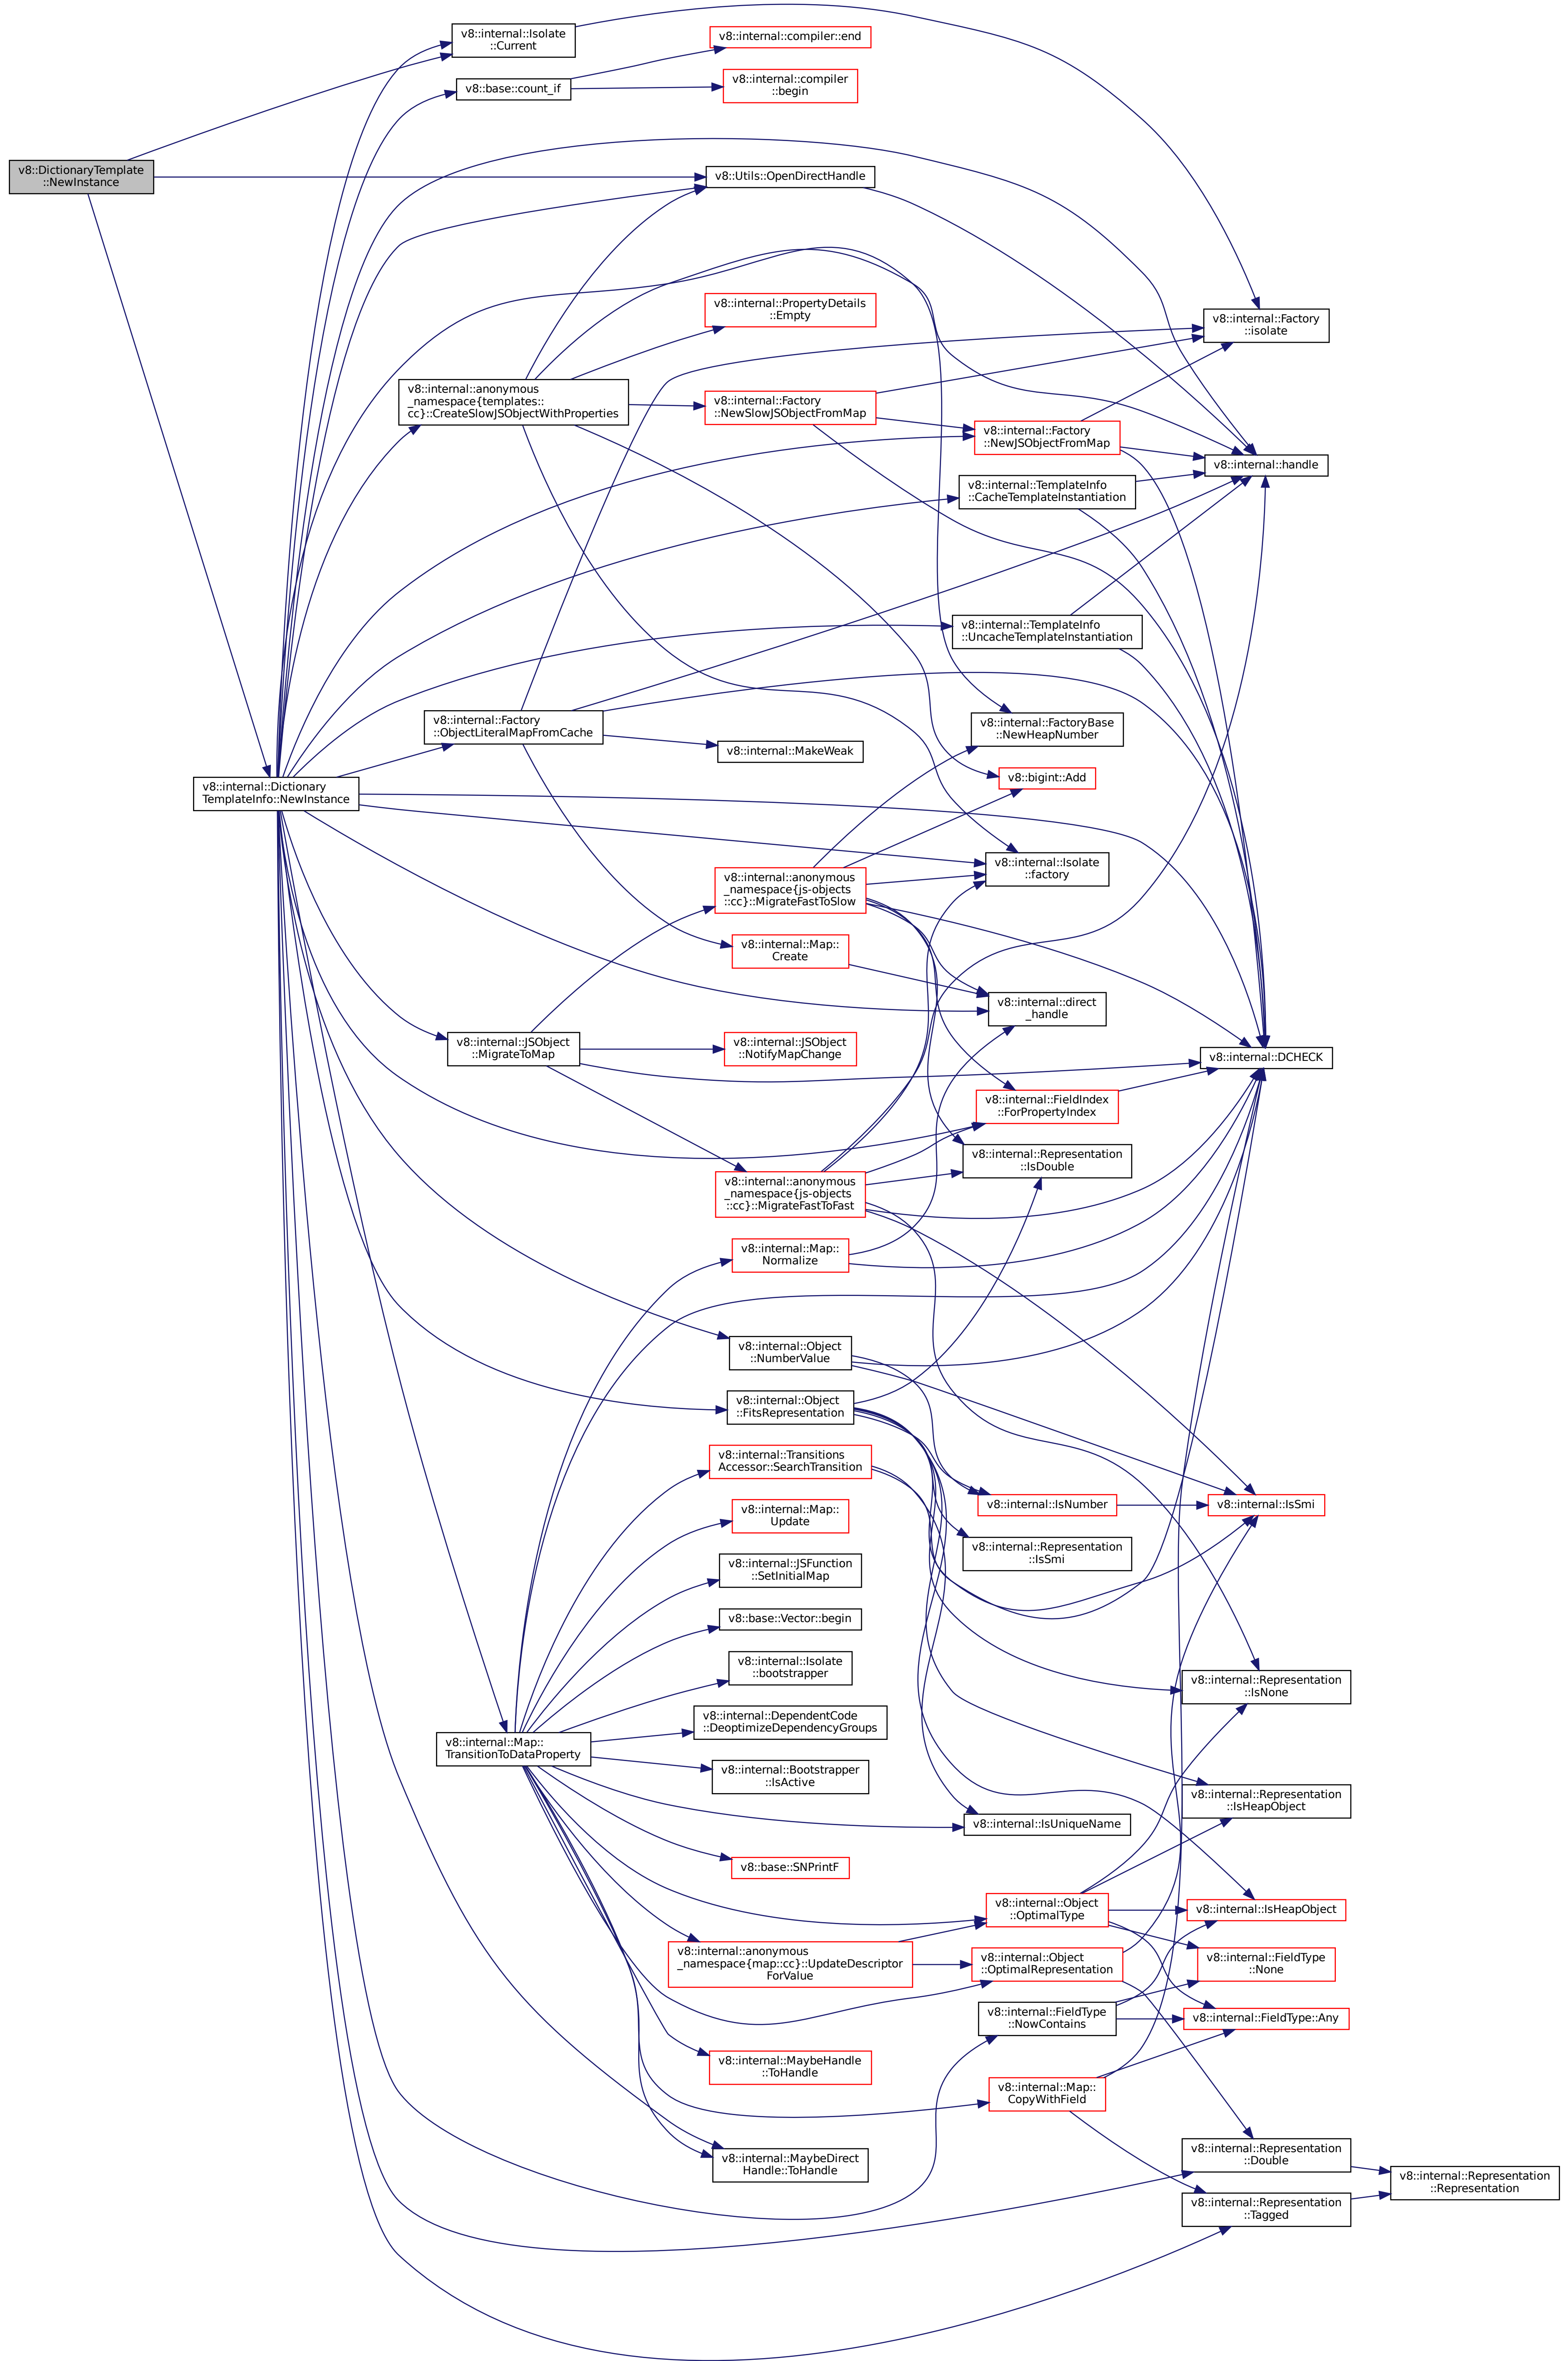 v8::internal::Isolate
::Current
v8::internal::compiler::end
v8::base::count_if
v8::internal::compiler
::begin
v8::DictionaryTemplate
::NewInstance
v8::Utils::OpenDirectHandle
v8::internal::PropertyDetails
::Empty
v8::internal::Factory
::isolate
v8::internal::anonymous
_namespace{templates::
cc}::CreateSlowJSObjectWithProperties
v8::internal::Factory
::NewSlowJSObjectFromMap
v8::internal::Factory
::NewJSObjectFromMap
v8::internal::handle
v8::internal::TemplateInfo
::CacheTemplateInstantiation
v8::internal::TemplateInfo
::UncacheTemplateInstantiation
v8::internal::Factory
::ObjectLiteralMapFromCache
v8::internal::MakeWeak
v8::internal::FactoryBase
::NewHeapNumber
v8::internal::Dictionary
TemplateInfo::NewInstance
v8::bigint::Add
v8::internal::Isolate
::factory
v8::internal::anonymous
_namespace{js-objects
::cc}::MigrateFastToSlow
v8::internal::Map::
Create
v8::internal::direct
_handle
v8::internal::JSObject
::MigrateToMap
v8::internal::JSObject
::NotifyMapChange
v8::internal::DCHECK
v8::internal::FieldIndex
::ForPropertyIndex
v8::internal::Representation
::IsDouble
v8::internal::anonymous
_namespace{js-objects
::cc}::MigrateFastToFast
v8::internal::Map::
Normalize
v8::internal::Object
::NumberValue
v8::internal::Object
::FitsRepresentation
v8::internal::Transitions
Accessor::SearchTransition
v8::internal::IsNumber
v8::internal::IsSmi
v8::internal::Map::
Update
v8::internal::Representation
::IsSmi
v8::internal::JSFunction
::SetInitialMap
v8::base::Vector::begin
v8::internal::Isolate
::bootstrapper
v8::internal::Representation
::IsNone
v8::internal::DependentCode
::DeoptimizeDependencyGroups
v8::internal::Map::
TransitionToDataProperty
v8::internal::Bootstrapper
::IsActive
v8::internal::Representation
::IsHeapObject
v8::internal::IsUniqueName
v8::base::SNPrintF
v8::internal::Object
::OptimalType
v8::internal::IsHeapObject
v8::internal::anonymous
_namespace{map::cc}::UpdateDescriptor
ForValue
v8::internal::Object
::OptimalRepresentation
v8::internal::FieldType
::None
v8::internal::FieldType
::NowContains
v8::internal::FieldType::Any
v8::internal::MaybeHandle
::ToHandle
v8::internal::Map::
CopyWithField
v8::internal::MaybeDirect
Handle::ToHandle
v8::internal::Representation
::Double
v8::internal::Representation
::Representation
v8::internal::Representation
::Tagged